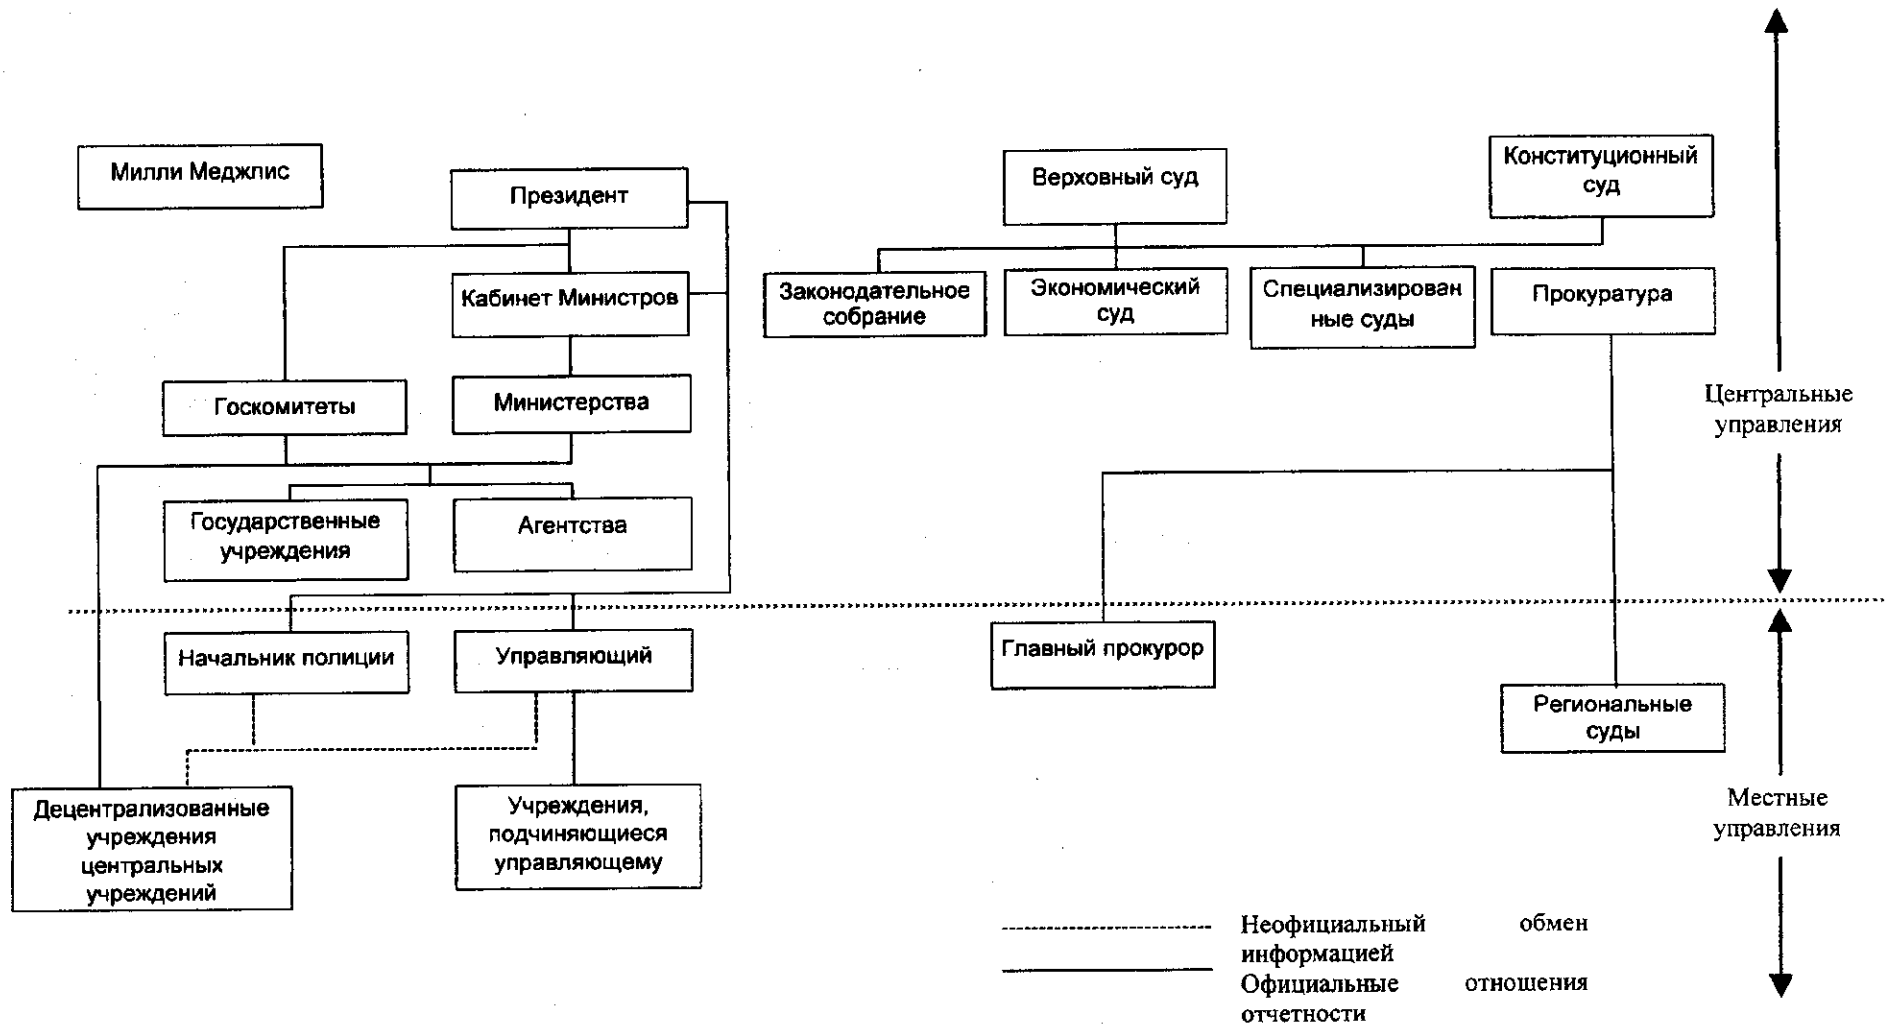 Милли Меджлис
Президент
Верховный суд
Конституционный
суд
Кабинет Министров
Законодательное
собрание
Экономический
суд
Специализирован
ные суды
Прокуратура
Госкомитеты
Министерства
Центральные
управления
Государственные
учреждения
Агентства
Начальник полиции
Управляющий
Главный прокурор
Региональные
суды
Децентрализованные
учреждения
центральных
учреждений
Учреждения,
подчиняющиеся
управляющему
Местные
управления
Неофициальный обмен
информацией
Официальные отношения
отчетности